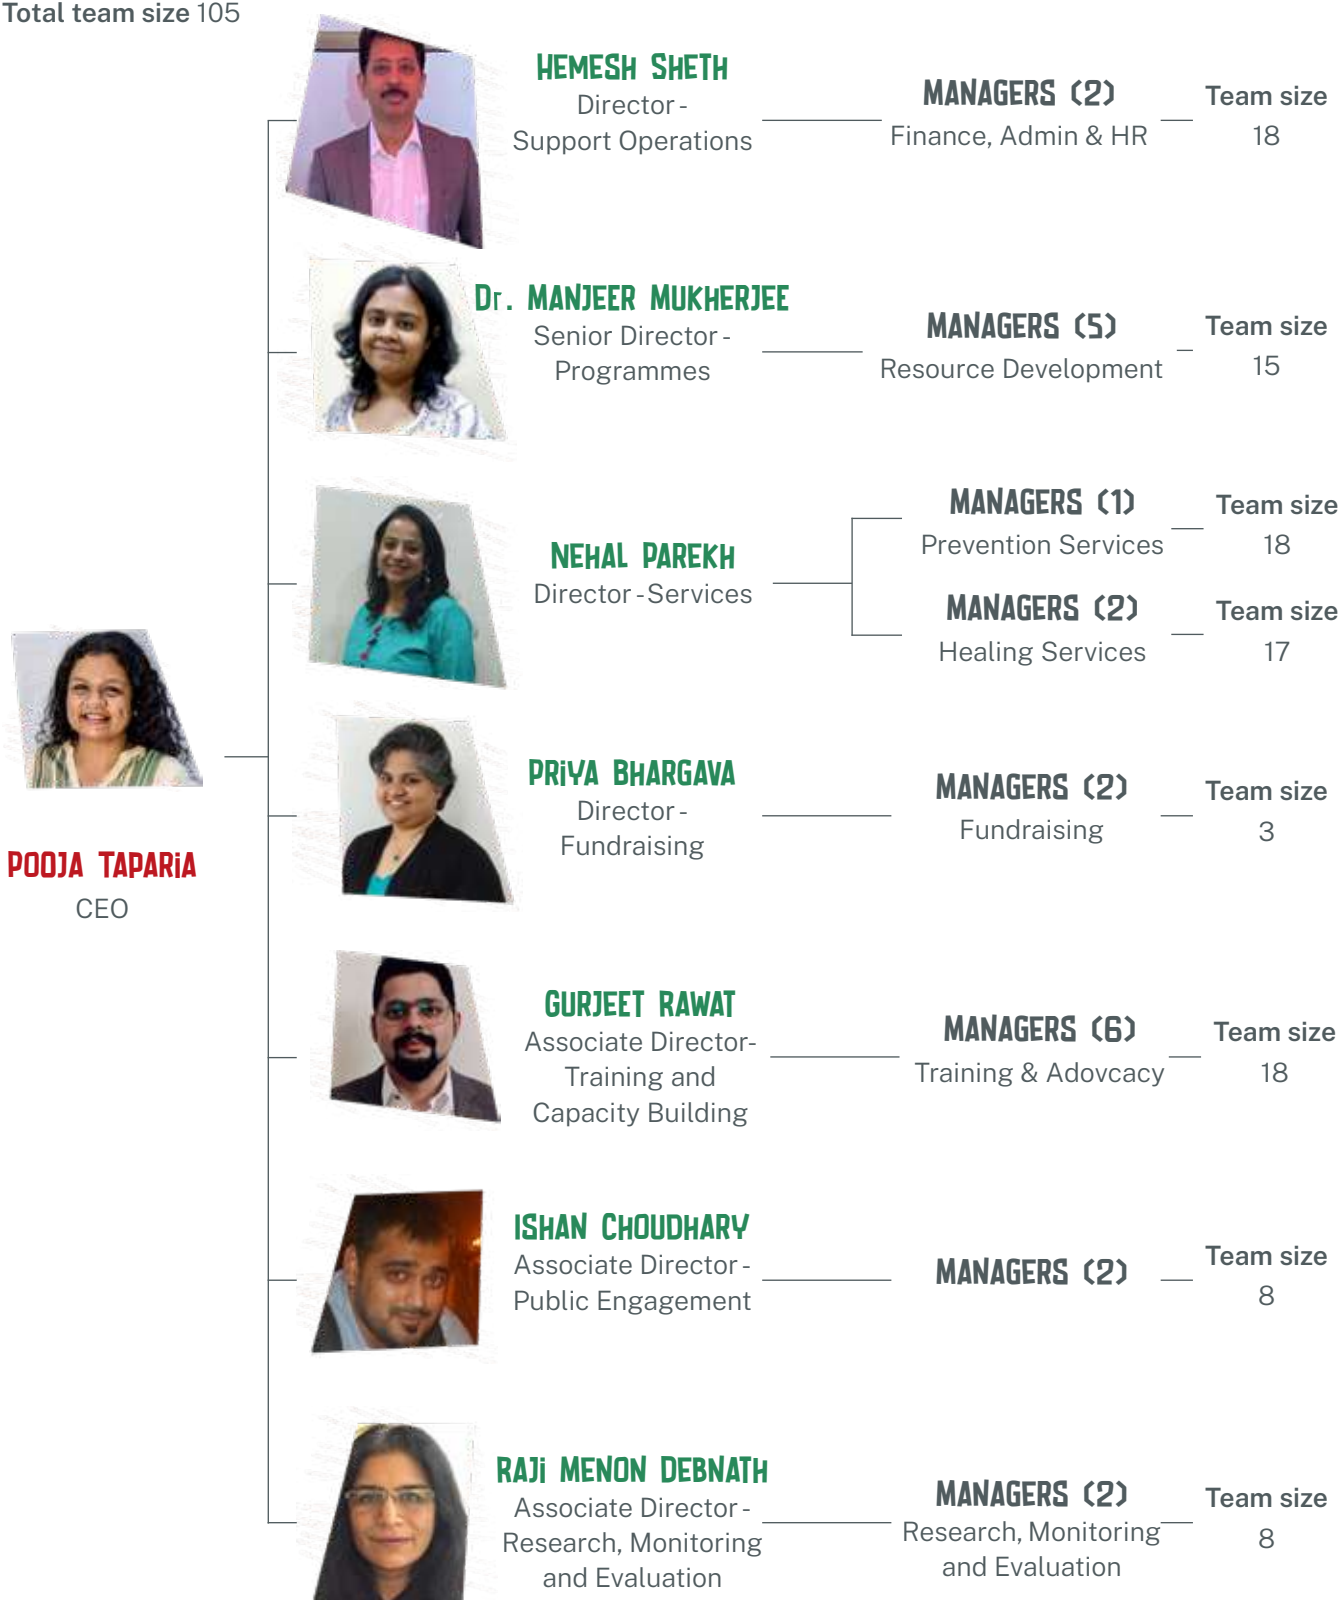 Total team size 105
HEMESH SHETH
Director -
Support Operations
MANAGERS (2)
Finance, Admin & HR
Team size
18
Dr. MANJEER MUKHERJEE
Senior Director -
Programmes
MANAGERS (5)
Resource Development
Team size
15
NEHAL PAREKH
Director - Services
MANAGERS (1)
Prevention Services
Team size
18
MANAGERS (2)
Healing Services
Team size
17
POOJA TAPARiA
CEO
PRiYA BHARGAVA
Director -
Fundraising
MANAGERS (2)
Fundraising
Team size
3
GURJEET RAWAT
Associate Director-
Training and
Capacity Building
MANAGERS (6)
Training & Adovcacy
Team size
18
ISHAN CHOUDHARY
Associate Director -
Public Engagement
MANAGERS (2)
Team size
8
RAJi MENON DEBNATH
Associate Director -
Research, Monitoring
and Evaluation
MANAGERS (2)
Research, Monitoring
and Evaluation
Team size
8